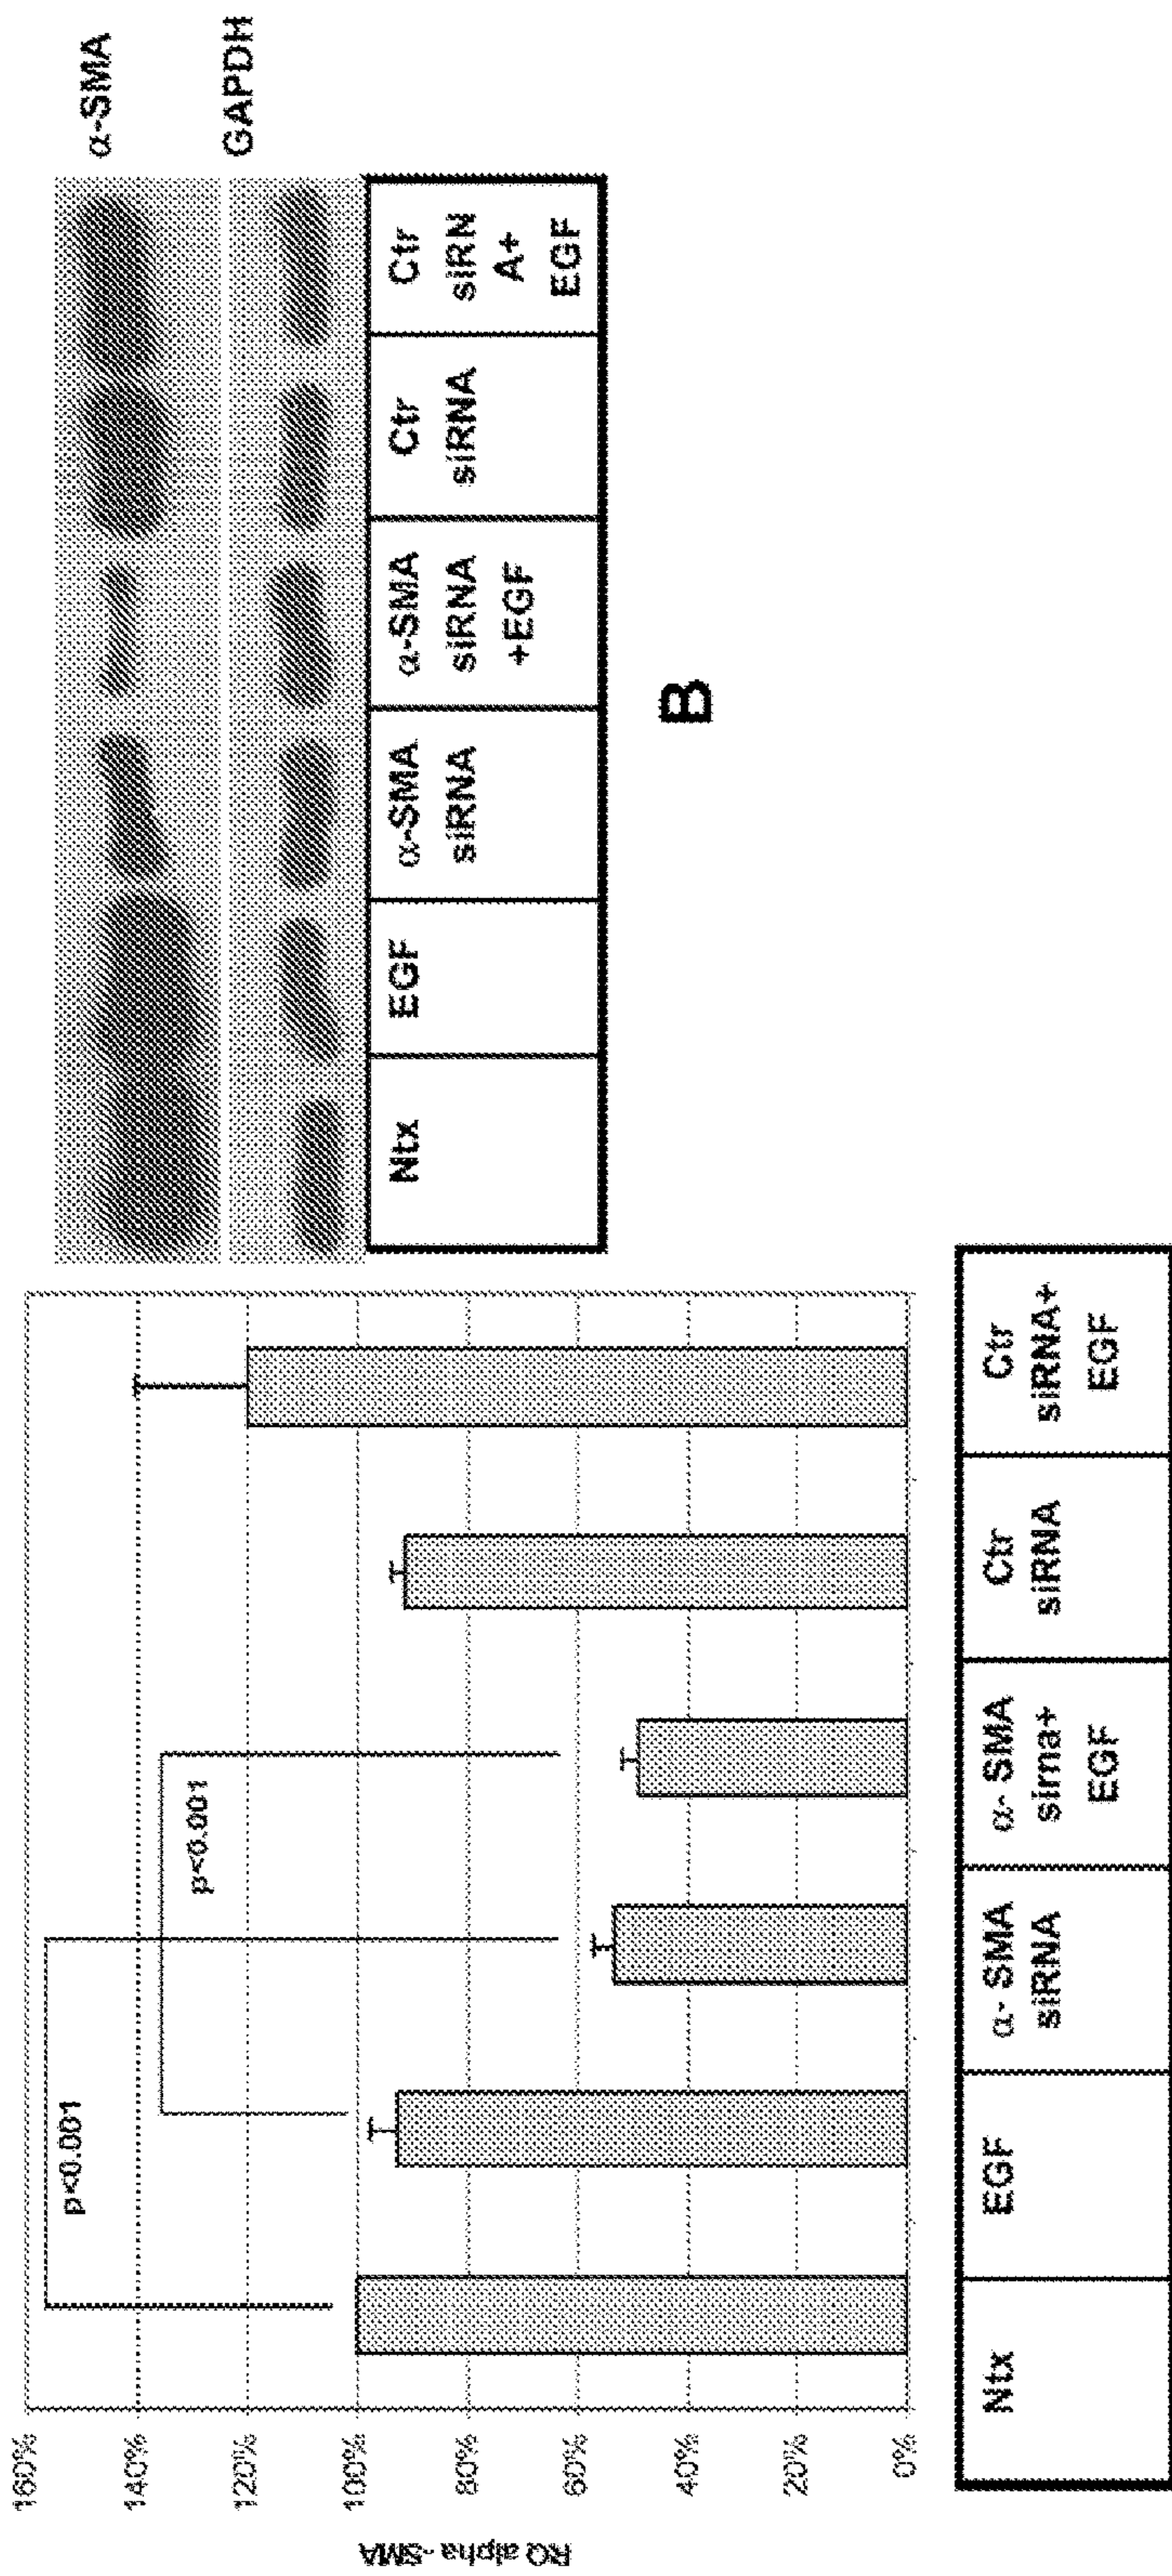 160%
140%
120%
100%
80%
60%
40%
20%
0%
RQ alpha -SMA
p<0.001
p<0.001
Ntx
EGF
α- SMA
siRNA
α- SMA
sirna+
EGF
Ctr
siRNA
Ctr
siRNA+
EGF
α-SMA
GAPDH
Ntx
EGF
α-SMA
siRNA
α-SMA
siRNA
+EGF
Ctr
siRNA
Ctr
siRN
A+
EGF
B